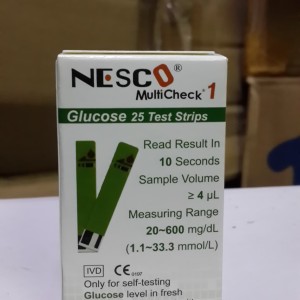 NESCO®
MultiCheck® 1
Glucose 25 Test Strips
Read Result In
10 Seconds
Sample Volume
≥ 4 µL
Measuring Range
20~600 mg/dL
(1.1~33.3 mmol/L)
IVD CE 0197
Only for self-testing
Glucose level in fresh